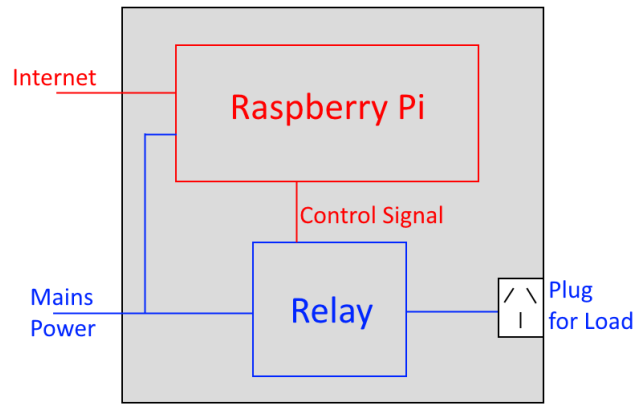 Internet
Raspberry Pi
Control Signal
Mains
Power
Relay
Plug
for Load